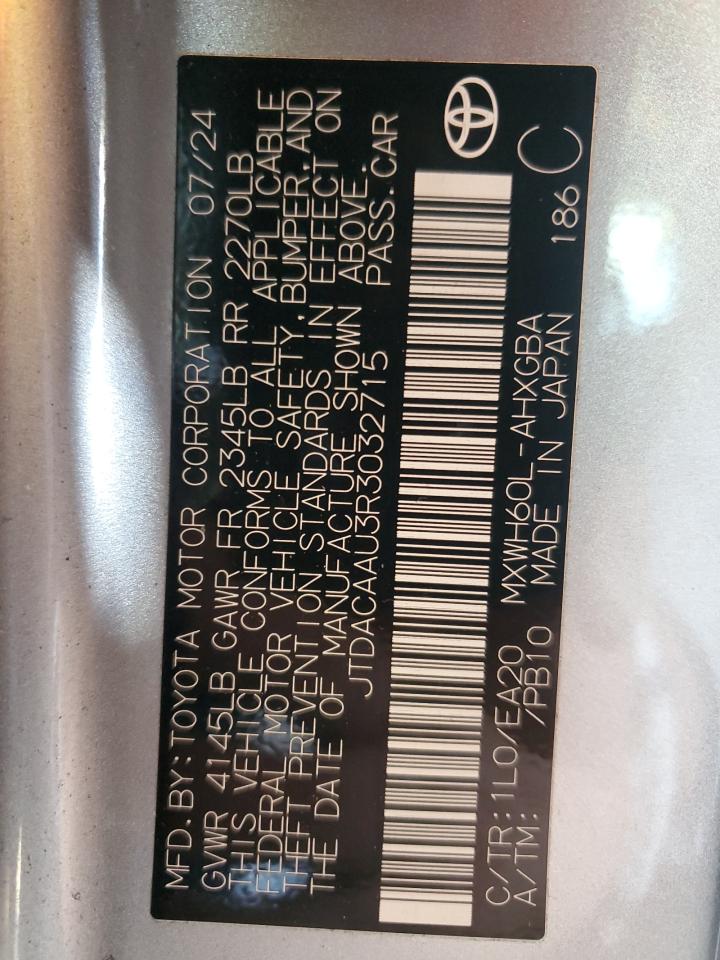 MFD. BY: TOYOTA MOTOR CORPORATION 07/24
GVWR 4145LB GAWR FR 2345LB RR 2270LB
THIS VEHICLE CONFORMS TO ALL APPLICABLE
FEDERAL MOTOR VEHICLE SAFETY, BUMPER, AND
THEFT PREVENTION STANDARDS IN EFFECT ON
THE DATE OF MANUFACTURE SHOWN ABOVE.
JTDACAAU3R3032715 PASS. CAR
C/TR: 1L0/EA20 MXWH60L-AHXGBA 186 C
A/TM: /PB10 MADE IN JAPAN